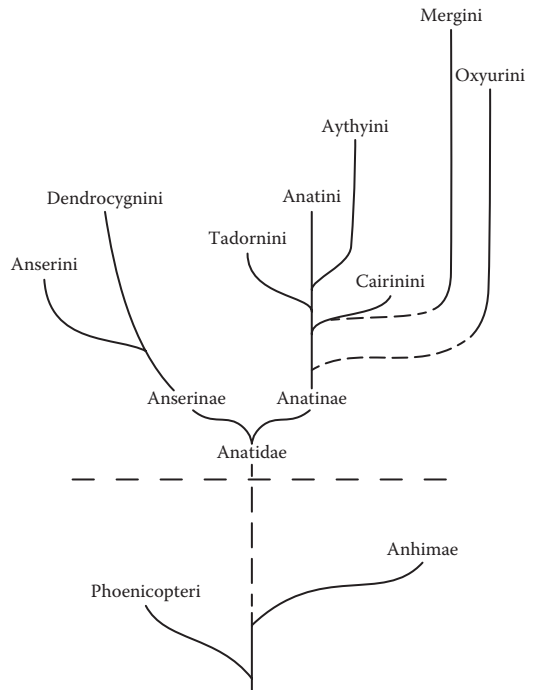 Mergini
Oxyurini
Aythyini
Dendrocygnini
Anatini
Tadornini
Anserini
Cairinini
Anserinae
Anatinae
Anatidae
Anhimae
Phoenicopteri